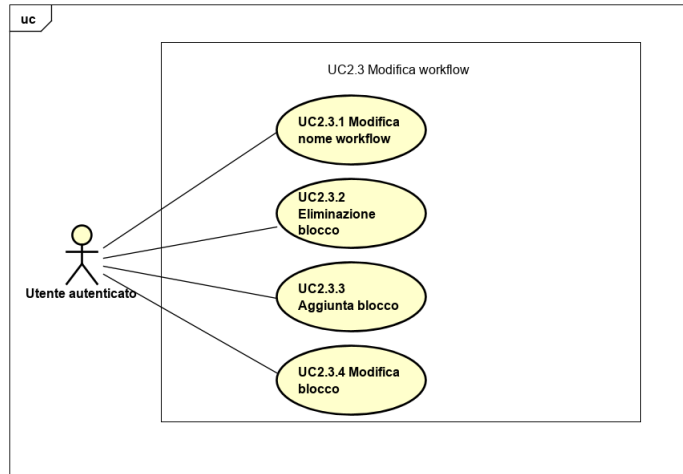 uc
UC2.3 Modifica workflow
UC2.3.1 Modifica
nome workflow
UC2.3.2
Eliminazione
blocco
UC2.3.3
Aggiunta blocco
UC2.3.4 Modifica
blocco
Utente autenticato